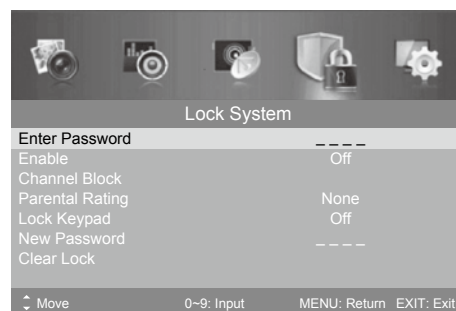 Lock System
Enter Password _ _ _ _
Enable Off
Channel Block
Parental Rating None
Lock Keypad Off
New Password _ _ _ _
Clear Lock
Move 0~9: Input MENU: Return EXIT: Exit